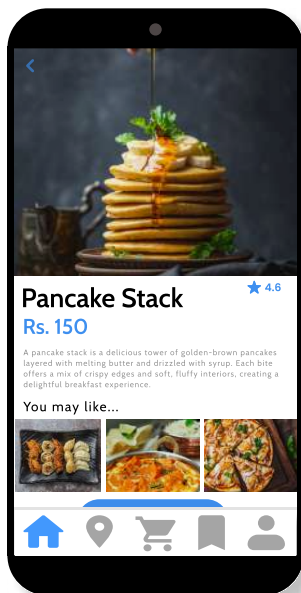 4.6
Pancake Stack
Rs. 150
A pancake stack is a delicious tower of golden-brown pancakes
layered with melting butter and drizzled with syrup. Each bite
offers a mix of crispy edges and soft, fluffy interiors, creating a
delightful breakfast experience.
You may like...